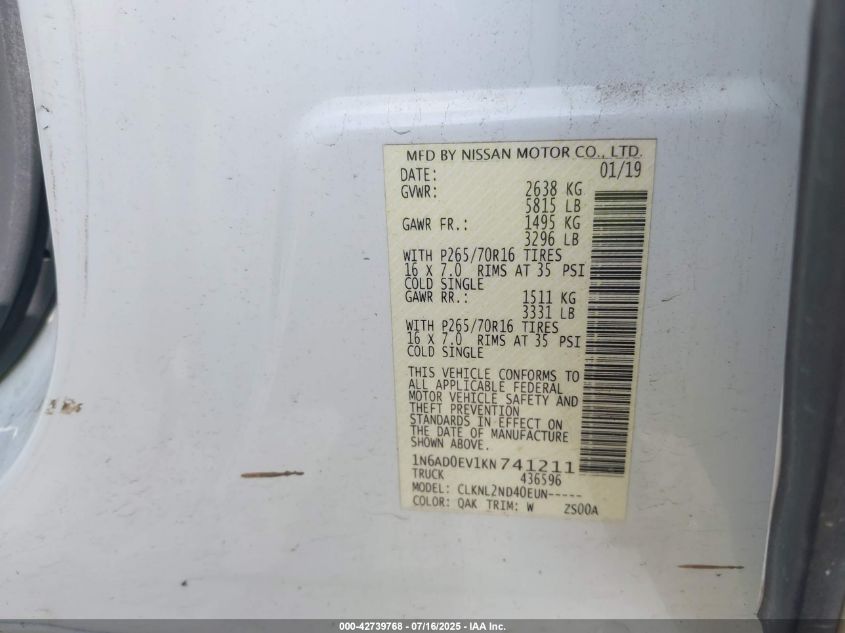 MFD BY NISSAN MOTOR CO., LTD.
DATE: 01/19
GVWR: 2638 KG
5815 LB
GAWR FR.: 1495 KG
3296 LB
WITH P265/70R16 TIRES
16 X 7.0 RIMS AT 35 PSI
COLD SINGLE
GAWR RR.: 1511 KG
3331 LB
WITH P265/70R16 TIRES
16 X 7.0 RIMS AT 35 PSI
COLD SINGLE
THIS VEHICLE CONFORMS TO
ALL APPLICABLE FEDERAL
MOTOR VEHICLE SAFETY AND
THEFT PREVENTION
STANDARDS IN EFFECT ON
THE DATE OF MANUFACTURE
SHOWN ABOVE.
1N6AD0EV1KN741211
TRUCK 436596
MODEL: CLKNL2ND40EUN-----
COLOR: QAK TRIM: W ZS00A
000-42739768 - 07/16/2025 - IAA Inc.